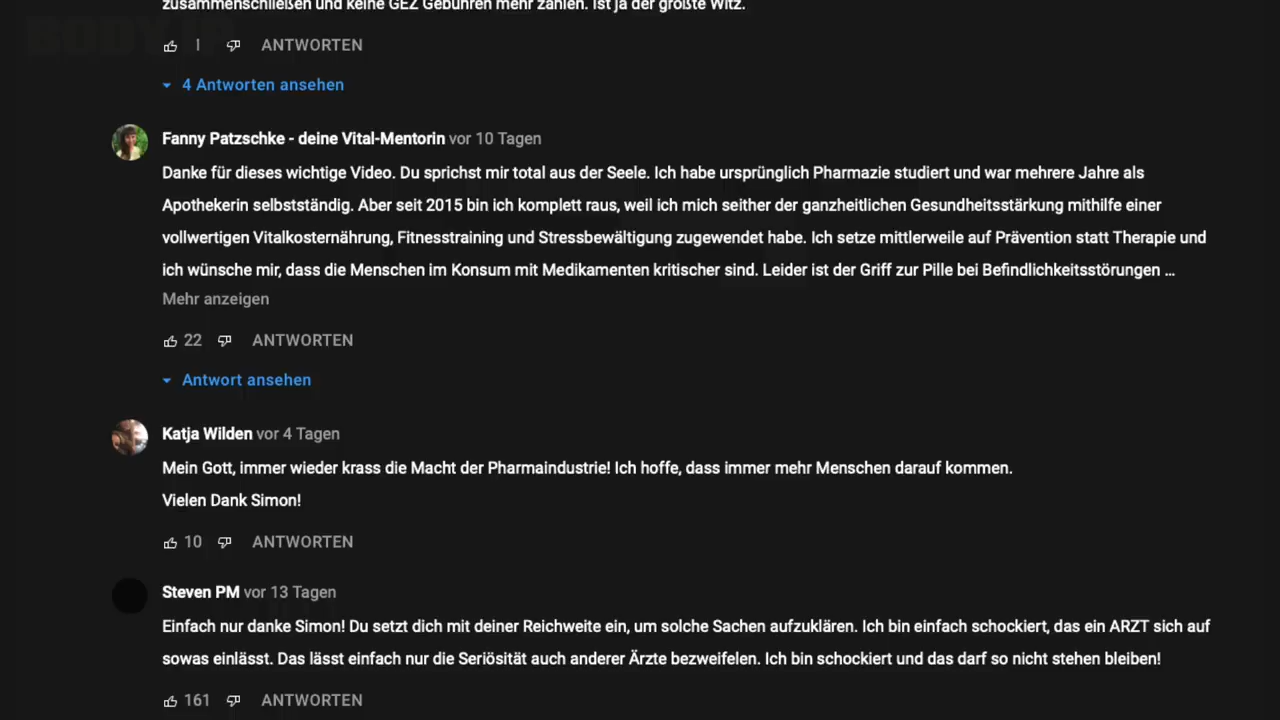 zusammenschließen und keine GEZ Gebühren mehr zahlen. Ist ja der größte Witz.
1 ANTWORTEN
4 Antworten ansehen
Fanny Patzschke - deine Vital-Mentorin vor 10 Tagen
Danke für dieses wichtige Video. Du sprichst mir total aus der Seele. Ich habe ursprünglich Pharmazie studiert und war mehrere Jahre als
Apothekerin selbstständig. Aber seit 2015 bin ich komplett raus, weil ich mich seither der ganzheitlichen Gesundheitsstärkung mithilfe einer
vollwertigen Vitalkosternährung, Fitnesstraining und Stressbewältigung zugewendet habe. Ich setze mittlerweile auf Prävention statt Therapie und
ich wünsche mir, dass die Menschen im Konsum mit Medikamenten kritischer sind. Leider ist der Griff zur Pille bei Befindlichkeitsstörungen ...
Mehr anzeigen
22 ANTWORTEN
Antwort ansehen
Katja Wilden vor 4 Tagen
Mein Gott, immer wieder krass die Macht der Pharmaindustrie! Ich hoffe, dass immer mehr Menschen darauf kommen.
Vielen Dank Simon!
10 ANTWORTEN
Steven PM vor 13 Tagen
Einfach nur danke Simon! Du setzt dich mit deiner Reichweite ein, um solche Sachen aufzuklären. Ich bin einfach schockiert, das ein ARZT sich auf
sowas einlässt. Das lässt einfach nur die Seriösität auch anderer Ärzte bezweifelen. Ich bin schockiert und das darf so nicht stehen bleiben!
161 ANTWORTEN